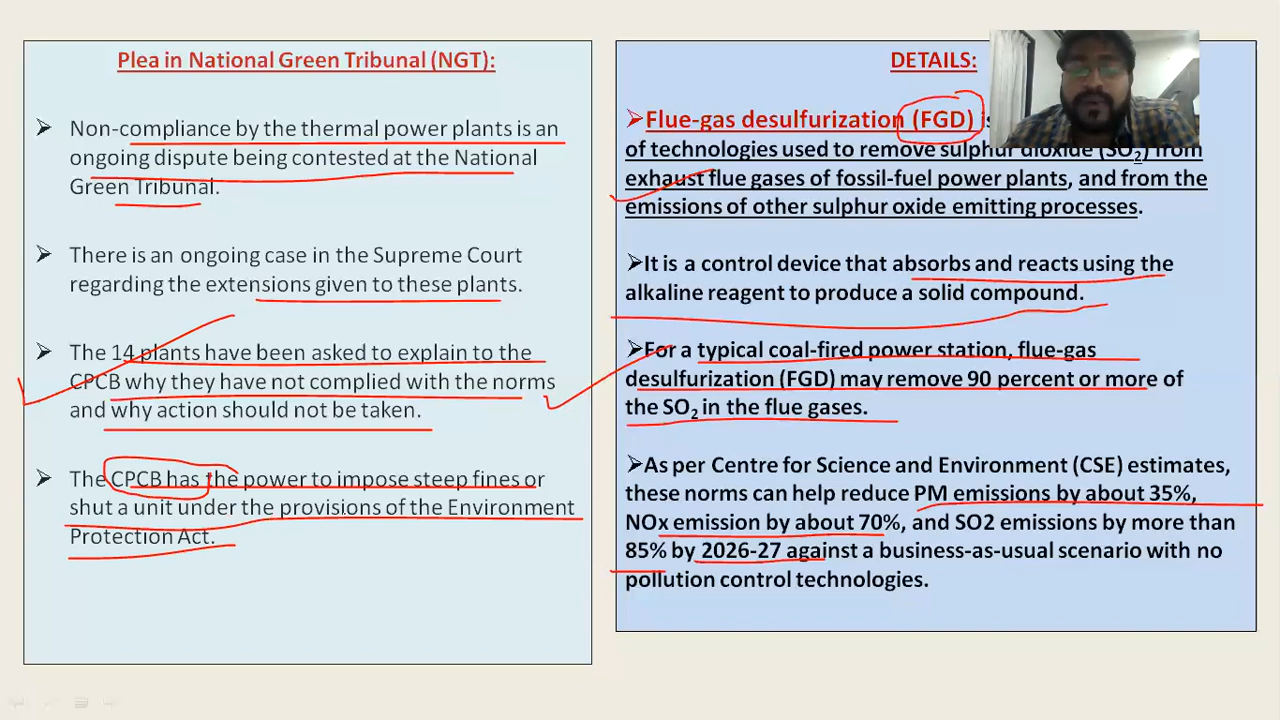 Plea in National Green Tribunal (NGT):
Non-compliance by the thermal power plants is an
ongoing dispute being contested at the National
Green Tribunal.
There is an ongoing case in the Supreme Court
regarding the extensions given to these plants.
The 14 plants have been asked to explain to the
CPCB why they have not complied with the norms
and why action should not be taken.
The CPCB has the power to impose steep fines or
shut a unit under the provisions of the Environment
Protection Act.
DETAILS:
Flue-gas desulfurization (FGD)
of technologies used to remove sulphur dioxide (SO2) from
exhaust flue gases of fossil-fuel power plants, and from the
emissions of other sulphur oxide emitting processes.
It is a control device that absorbs and reacts using the
alkaline reagent to produce a solid compound.
For a typical coal-fired power station, flue-gas
desulfurization (FGD) may remove 90 percent or more of
the SO2 in the flue gases.
As per Centre for Science and Environment (CSE) estimates,
these norms can help reduce PM emissions by about 35%,
NOx emission by about 70%, and SO2 emissions by more than
85% by 2026-27 against a business-as-usual scenario with no
pollution control technologies.